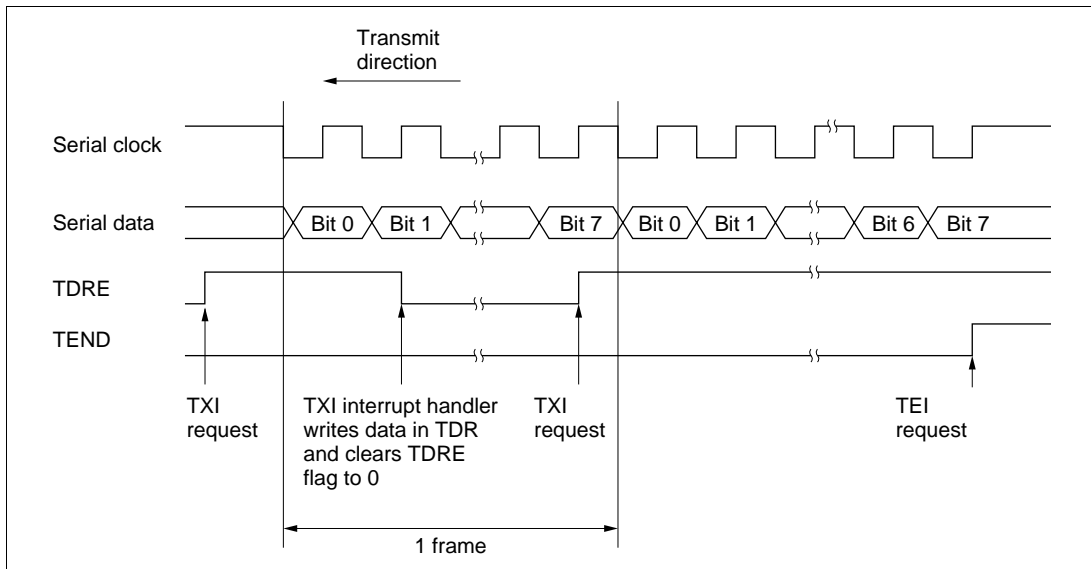 Transmit
direction
Serial clock
Serial data
Bit 0
Bit 1
Bit 7
Bit 0
Bit 1
Bit 6
Bit 7
TDRE
TEND
TXI
request
TXI interrupt handler
writes data in TDR
and clears TDRE
flag to 0
TXI
request
TEI
request
1 frame